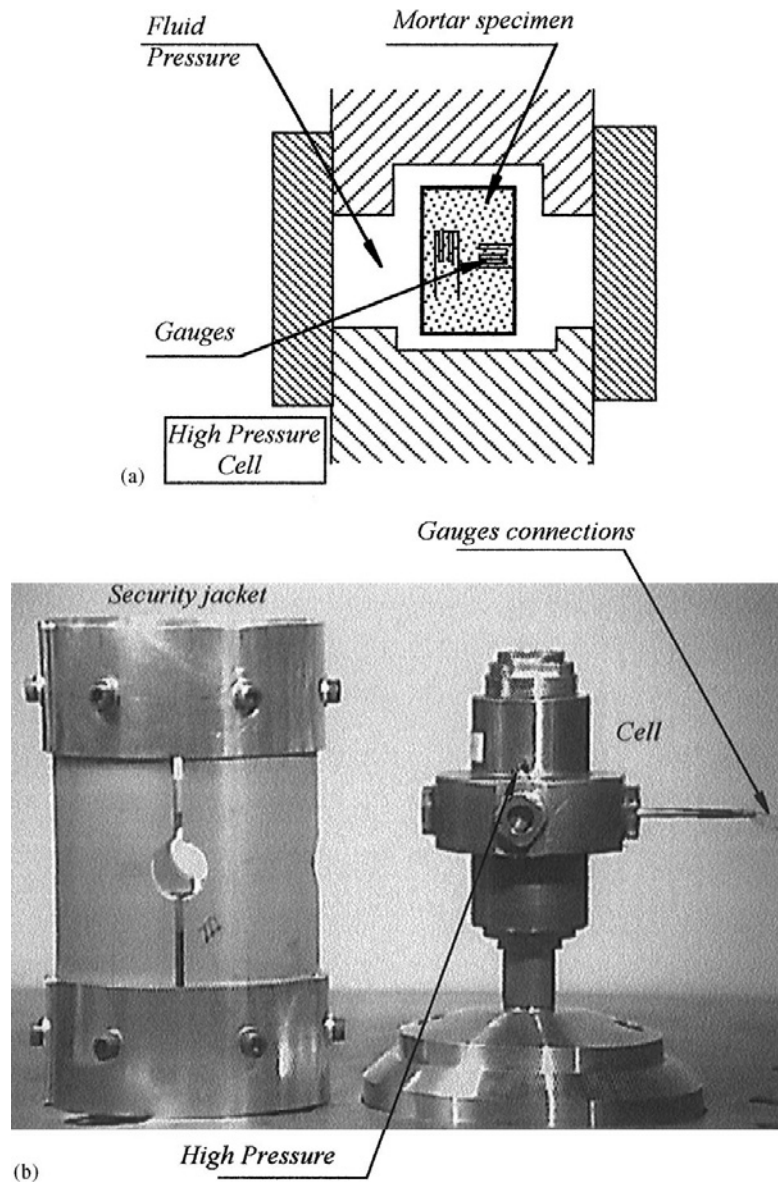 Fluid
Pressure
Mortar specimen
Gauges
High Pressure
Cell
(a)
Gauges connections
Security jacket
Cell
High Pressure
(b)